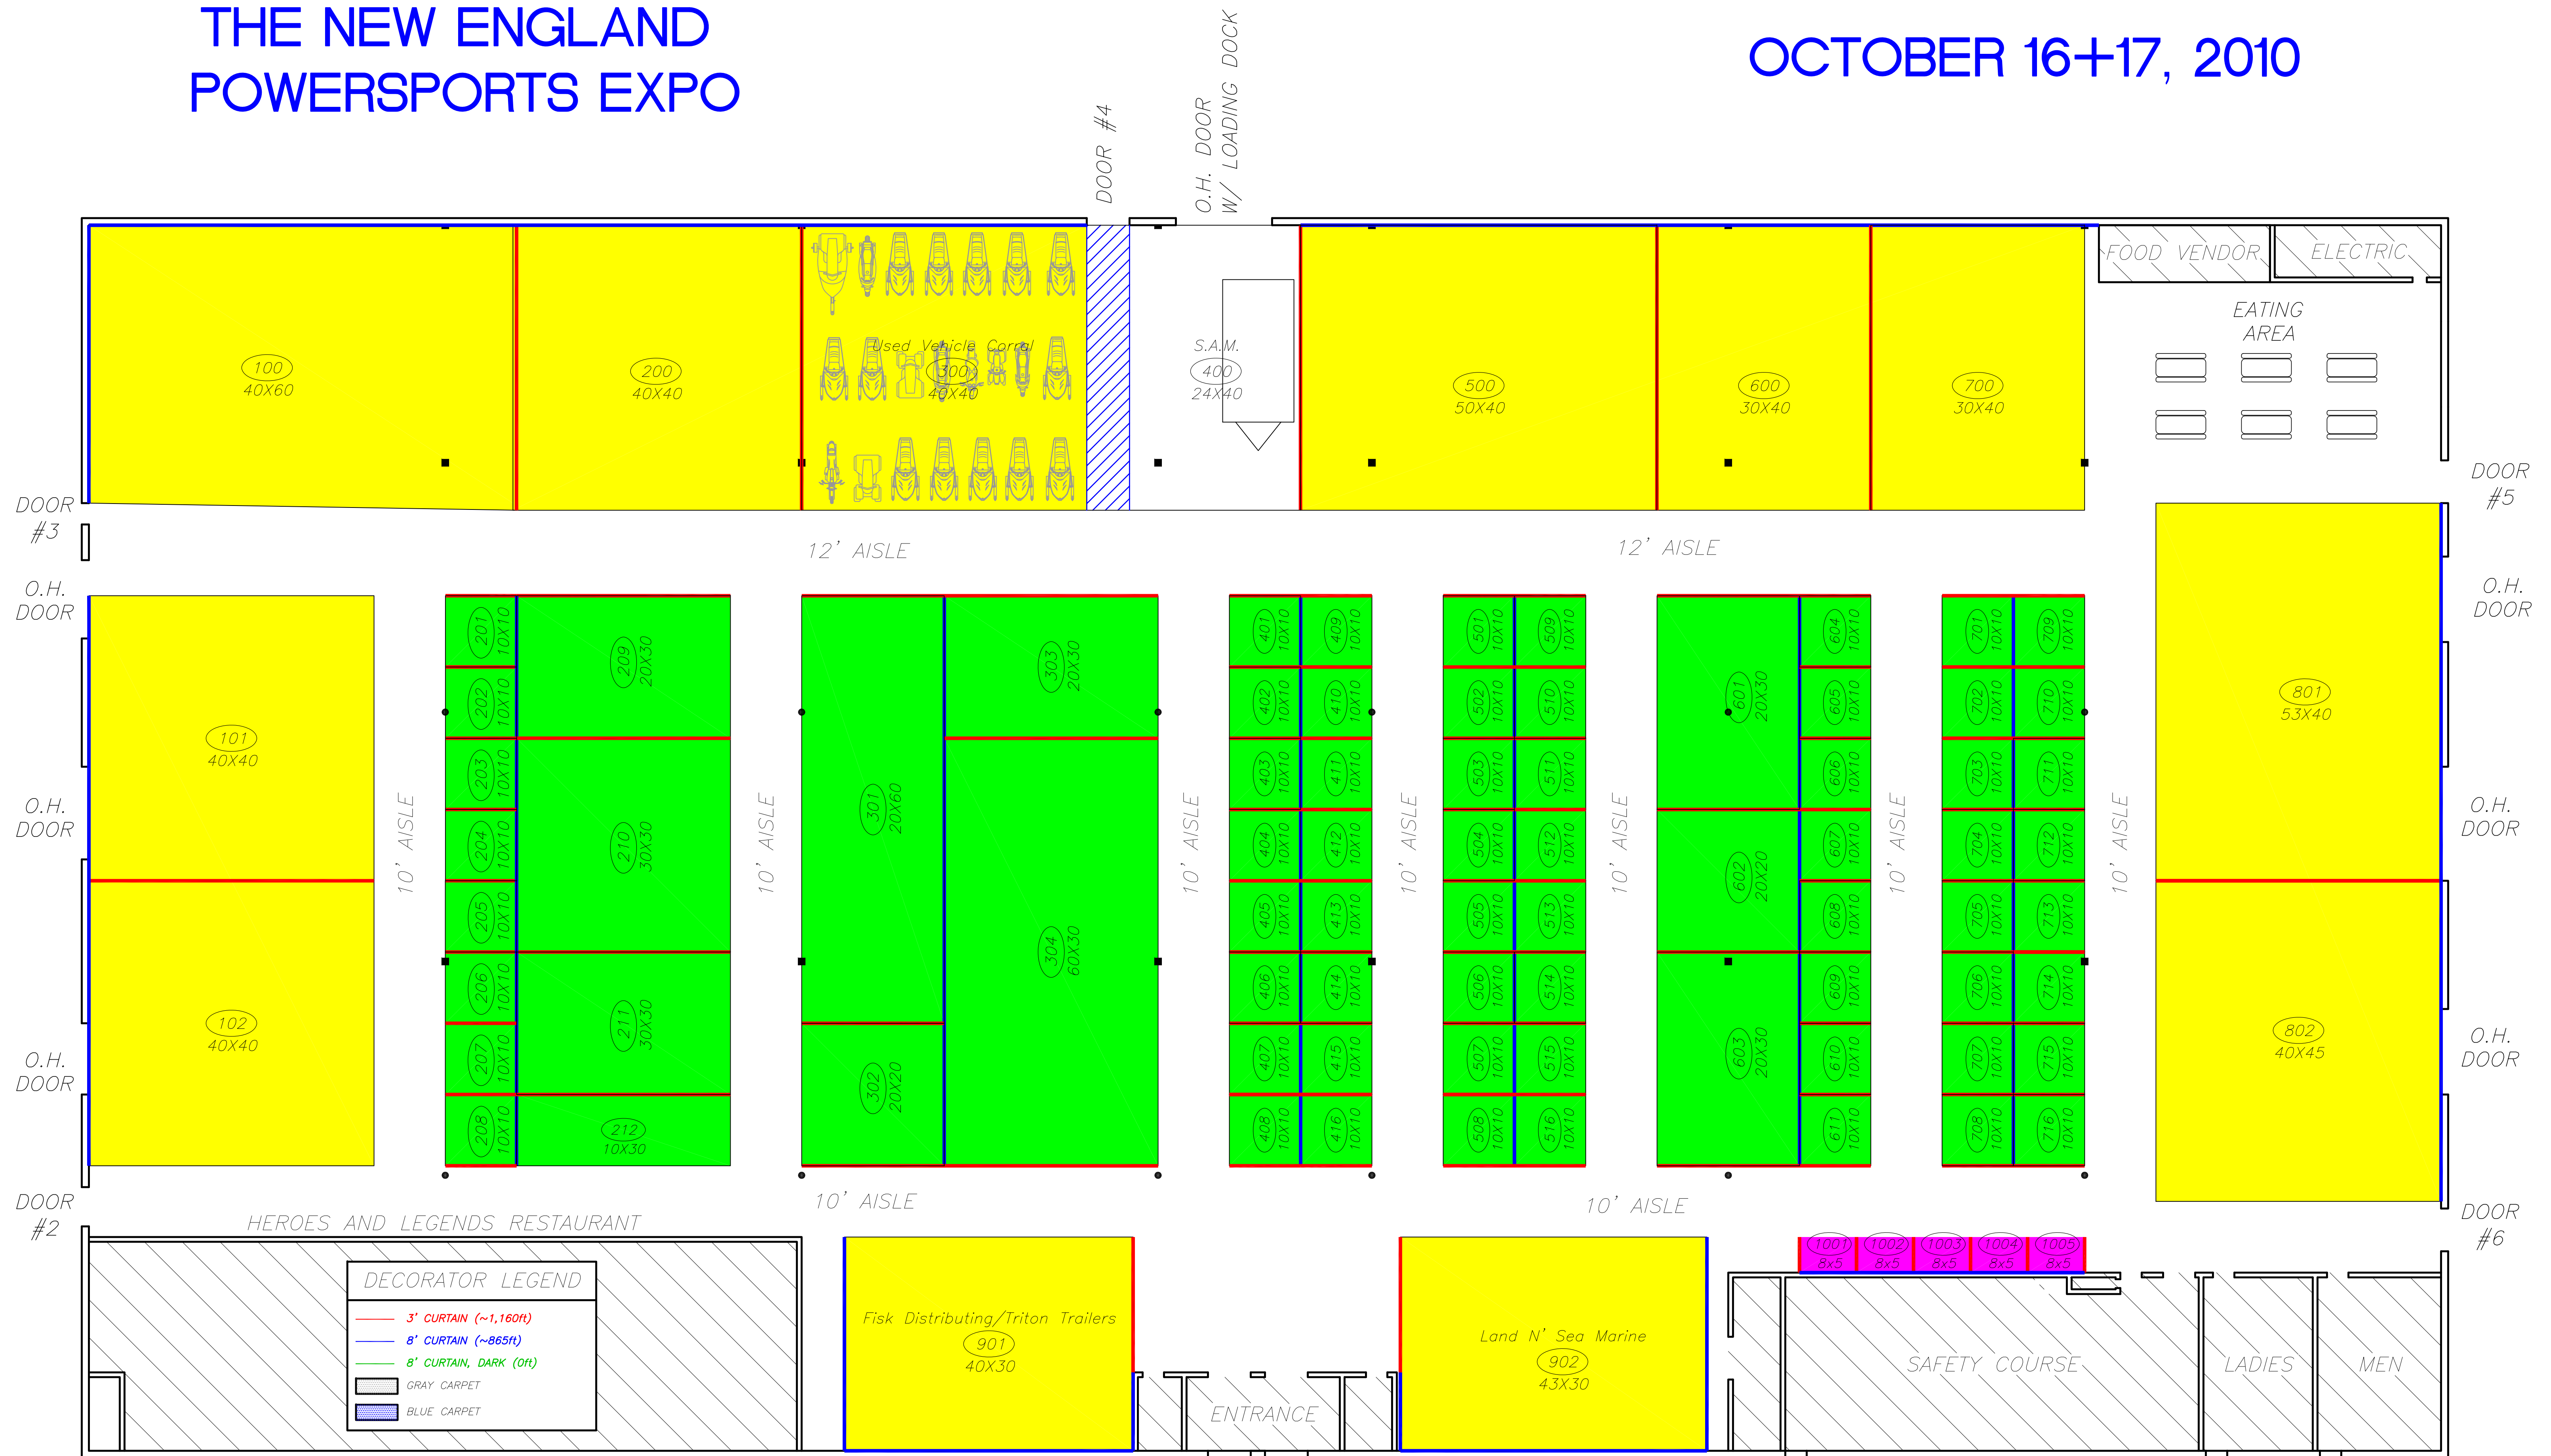 THE NEW ENGLAND
POWERSPORTS EXPO
OCTOBER 16+17, 2010
DOOR #4
O.H. DOOR
W/ LOADING DOCK
100
40X60
200
40X40
Used Vehicle Corral
300
40X40
S.A.M.
400
24X40
500
50X40
600
30X40
700
30X40
FOOD VENDOR
ELECTRIC
EATING
AREA
DOOR
#3
DOOR
#5
12' AISLE
12' AISLE
O.H.
DOOR
O.H.
DOOR
O.H.
DOOR
101
40X40
102
40X40
10' AISLE
201
10X10
202
10X10
203
10X10
204
10X10
205
10X10
206
10X10
207
10X10
208
10X10
209
20X30
210
30X30
211
30X30
212
10X30
10' AISLE
301
20X60
302
20X20
303
20X30
304
60X30
10' AISLE
401
10X10
402
10X10
403
10X10
404
10X10
405
10X10
406
10X10
407
10X10
408
10X10
409
10X10
410
10X10
411
10X10
412
10X10
413
10X10
414
10X10
415
10X10
416
10X10
10' AISLE
501
10X10
502
10X10
503
10X10
504
10X10
505
10X10
506
10X10
507
10X10
508
10X10
509
10X10
510
10X10
511
10X10
512
10X10
513
10X10
514
10X10
515
10X10
516
10X10
10' AISLE
601
20X30
602
20X20
603
20X30
604
10X10
605
10X10
606
10X10
607
10X10
608
10X10
609
10X10
610
10X10
611
10X10
10' AISLE
701
10X10
702
10X10
703
10X10
704
10X10
705
10X10
706
10X10
707
10X10
708
10X10
709
10X10
710
10X10
711
10X10
712
10X10
713
10X10
714
10X10
715
10X10
716
10X10
10' AISLE
801
53X40
802
40X45
O.H.
DOOR
O.H.
DOOR
O.H.
DOOR
DOOR
#2
10' AISLE
10' AISLE
DOOR
#6
HEROES AND LEGENDS RESTAURANT
DECORATOR LEGEND
3' CURTAIN (~1,160ft)
8' CURTAIN (~865ft)
8' CURTAIN, DARK (0ft)
GRAY CARPET
BLUE CARPET
Fisk Distributing/Triton Trailers
901
40X30
ENTRANCE
Land N' Sea Marine
902
43X30
1001
8x5
1002
8x5
1003
8x5
1004
8x5
1005
8x5
SAFETY COURSE
LADIES
MEN